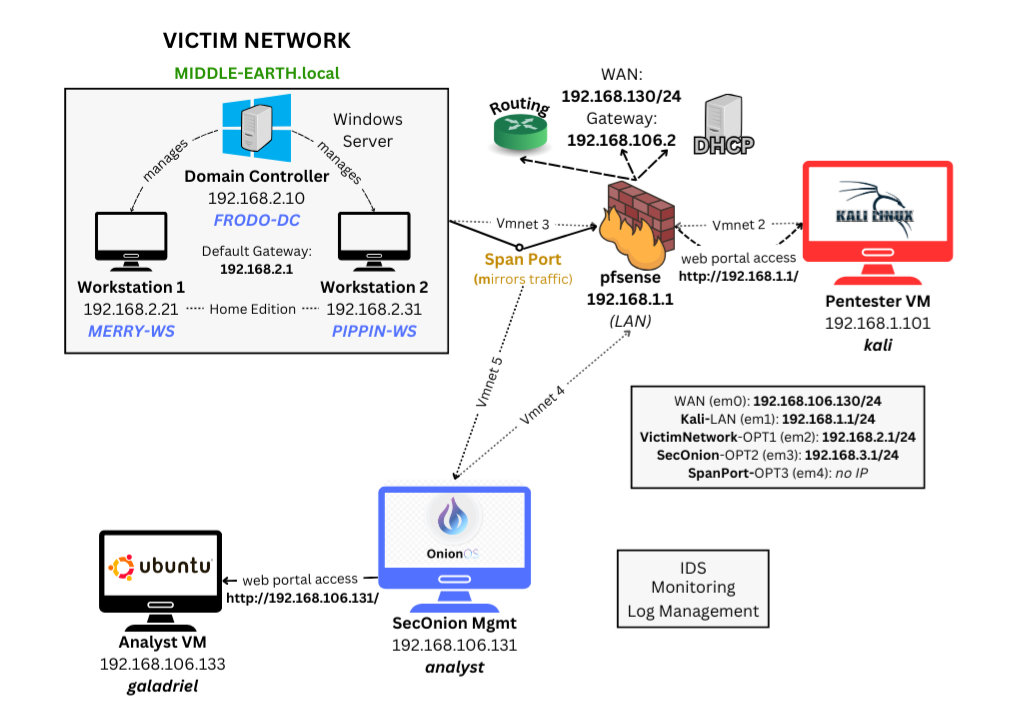 VICTIM NETWORK
MIDDLE-EARTH.local
Windows
Server
manages
manages
Domain Controller
192.168.2.10
FRODO-DC
Default Gateway:
192.168.2.1
Workstation 1
192.168.2.21
MERRY-WS
Home Edition
Workstation 2
192.168.2.31
PIPPIN-WS
Routing
WAN:
192.168.130/24
Gateway:
192.168.106.2
DHCP
Vmnet 3
Span Port
(mirrors traffic)
pfsense
192.168.1.1
(LAN)
Vmnet 2
web portal access
http://192.168.1.1/
KALI LINUX
Pentester VM
192.168.1.101
kali
Vmnet 5
Vmnet 4
WAN (em0): 192.168.106.130/24
Kali-LAN (em1): 192.168.1.1/24
VictimNetwork-OPT1 (em2): 192.168.2.1/24
SecOnion-OPT2 (em3): 192.168.3.1/24
SpanPort-OPT3 (em4): no IP
ubuntu
Analyst VM
192.168.106.133
galadriel
web portal access
http://192.168.106.131/
OnionOS
SecOnion Mgmt
192.168.106.131
analyst
IDS
Monitoring
Log Management